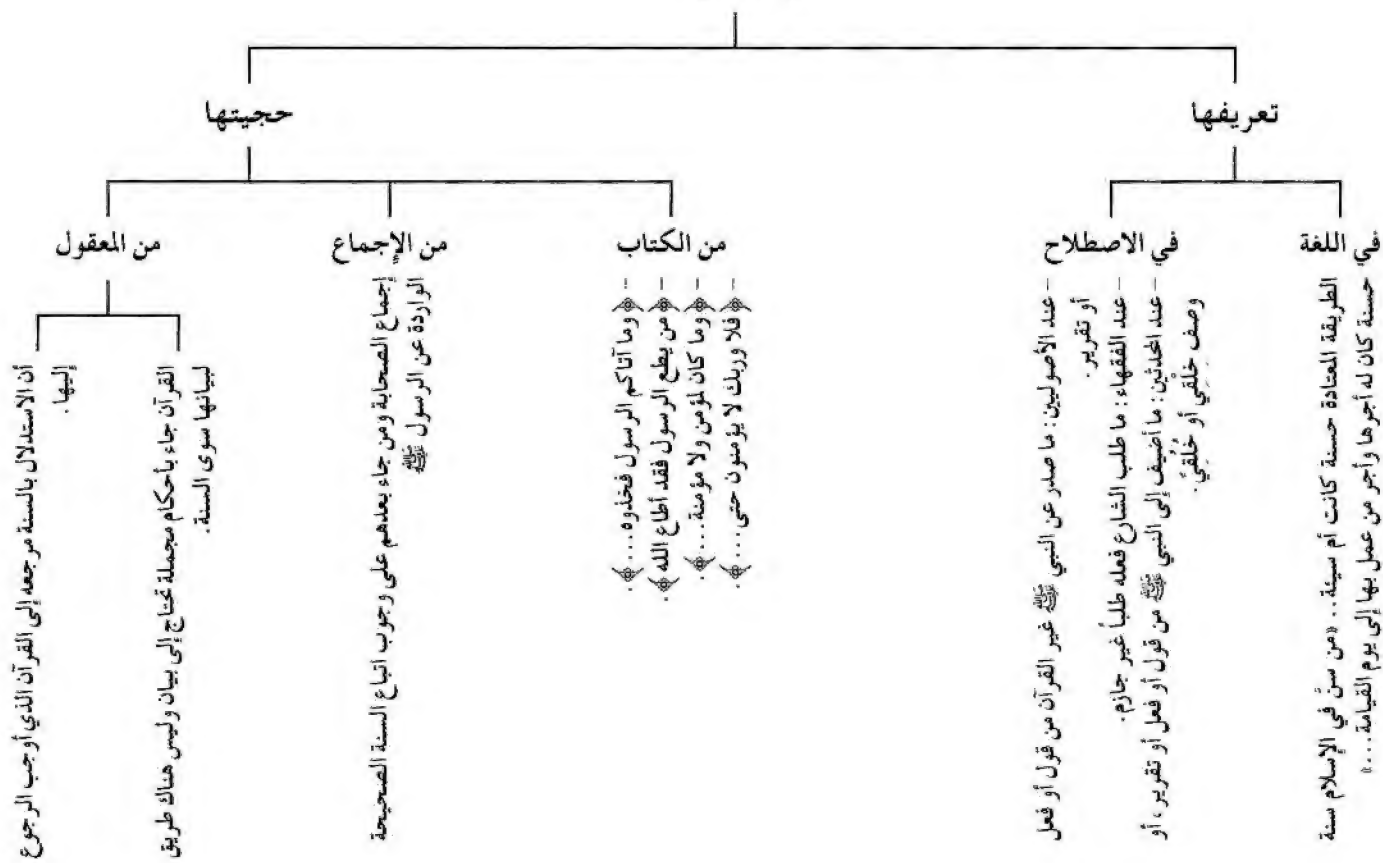 تعريفها
حجيتها
في اللغة
في الاصطلاح
من الكتاب
من الإجماع
من المعقول
الطريقة المعتادة حسنة كانت أم سيئة.. «من سنَّ في الإسلام سنة
حسنة كان له أجرها وأجر من عمل بها إلى يوم القيامة...»
- عند الأصوليين: ما صدر عن النبي ﷺ غير القرآن من قول أو فعل
أو تقرير.
- عند الفقهاء: ما طلب الشارع فعله طلباً غير جازم.
- عند المحدثين: ما أضيف إلى النبي ﷺ من قول أو فعل أو تقرير، أو
وصف خِلْقي أو خُلُقيّ.
- ﴿وما آتاكم الرسول فخذوه...﴾.
- ﴿من يطع الرسول فقد أطاع الله﴾.
- ﴿وما كان لمؤمن ولا مؤمنة...﴾.
- ﴿فلا وربك لا يؤمنون حتى...﴾.
إجماع الصحابة ومن جاء بعدهم على وجوب اتباع السنة الصحيحة
الواردة عن الرسول ﷺ
القرآن جاء بأحكام مجملة تحتاج إلى بيان وليس هناك طريق
لبيانها سوى السنة.
أن الاستدلال بالسنة مرجعه إلى القرآن الذي أوجب الرجوع
إليها.